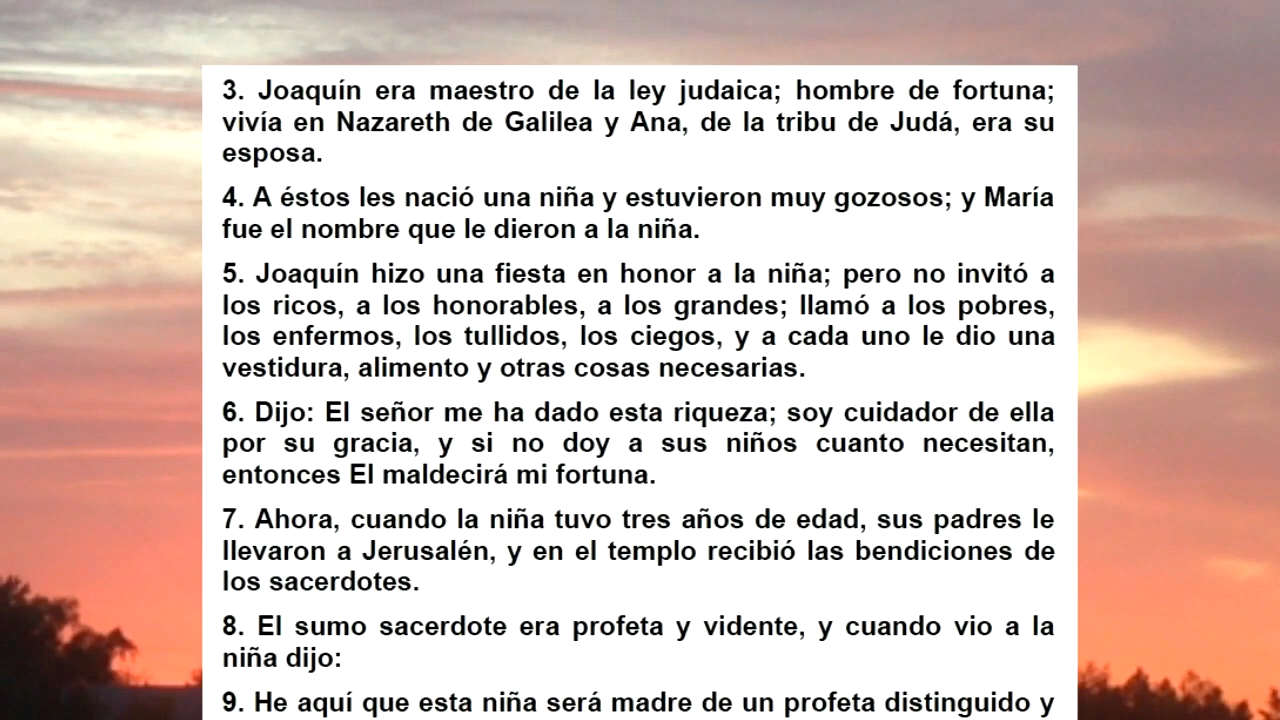 3. Joaquín era maestro de la ley judaica; hombre de fortuna;
vivía en Nazareth de Galilea y Ana, de la tribu de Judá, era su
esposa.
4. A éstos les nació una niña y estuvieron muy gozosos; y María
fue el nombre que le dieron a la niña.
5. Joaquín hizo una fiesta en honor a la niña; pero no invitó a
los ricos, a los honorables, a los grandes; llamó a los pobres,
los enfermos, los tullidos, los ciegos, y a cada uno le dio una
vestidura, alimento y otras cosas necesarias.
6. Dijo: El señor me ha dado esta riqueza; soy cuidador de ella
por su gracia, y si no doy a sus niños cuanto necesitan,
entonces El maldecirá mi fortuna.
7. Ahora, cuando la niña tuvo tres años de edad, sus padres le
llevaron a Jerusalén, y en el templo recibió las bendiciones de
los sacerdotes.
8. El sumo sacerdote era profeta y vidente, y cuando vio a la
niña dijo:
9. He aquí que esta niña será madre de un profeta distinguido y